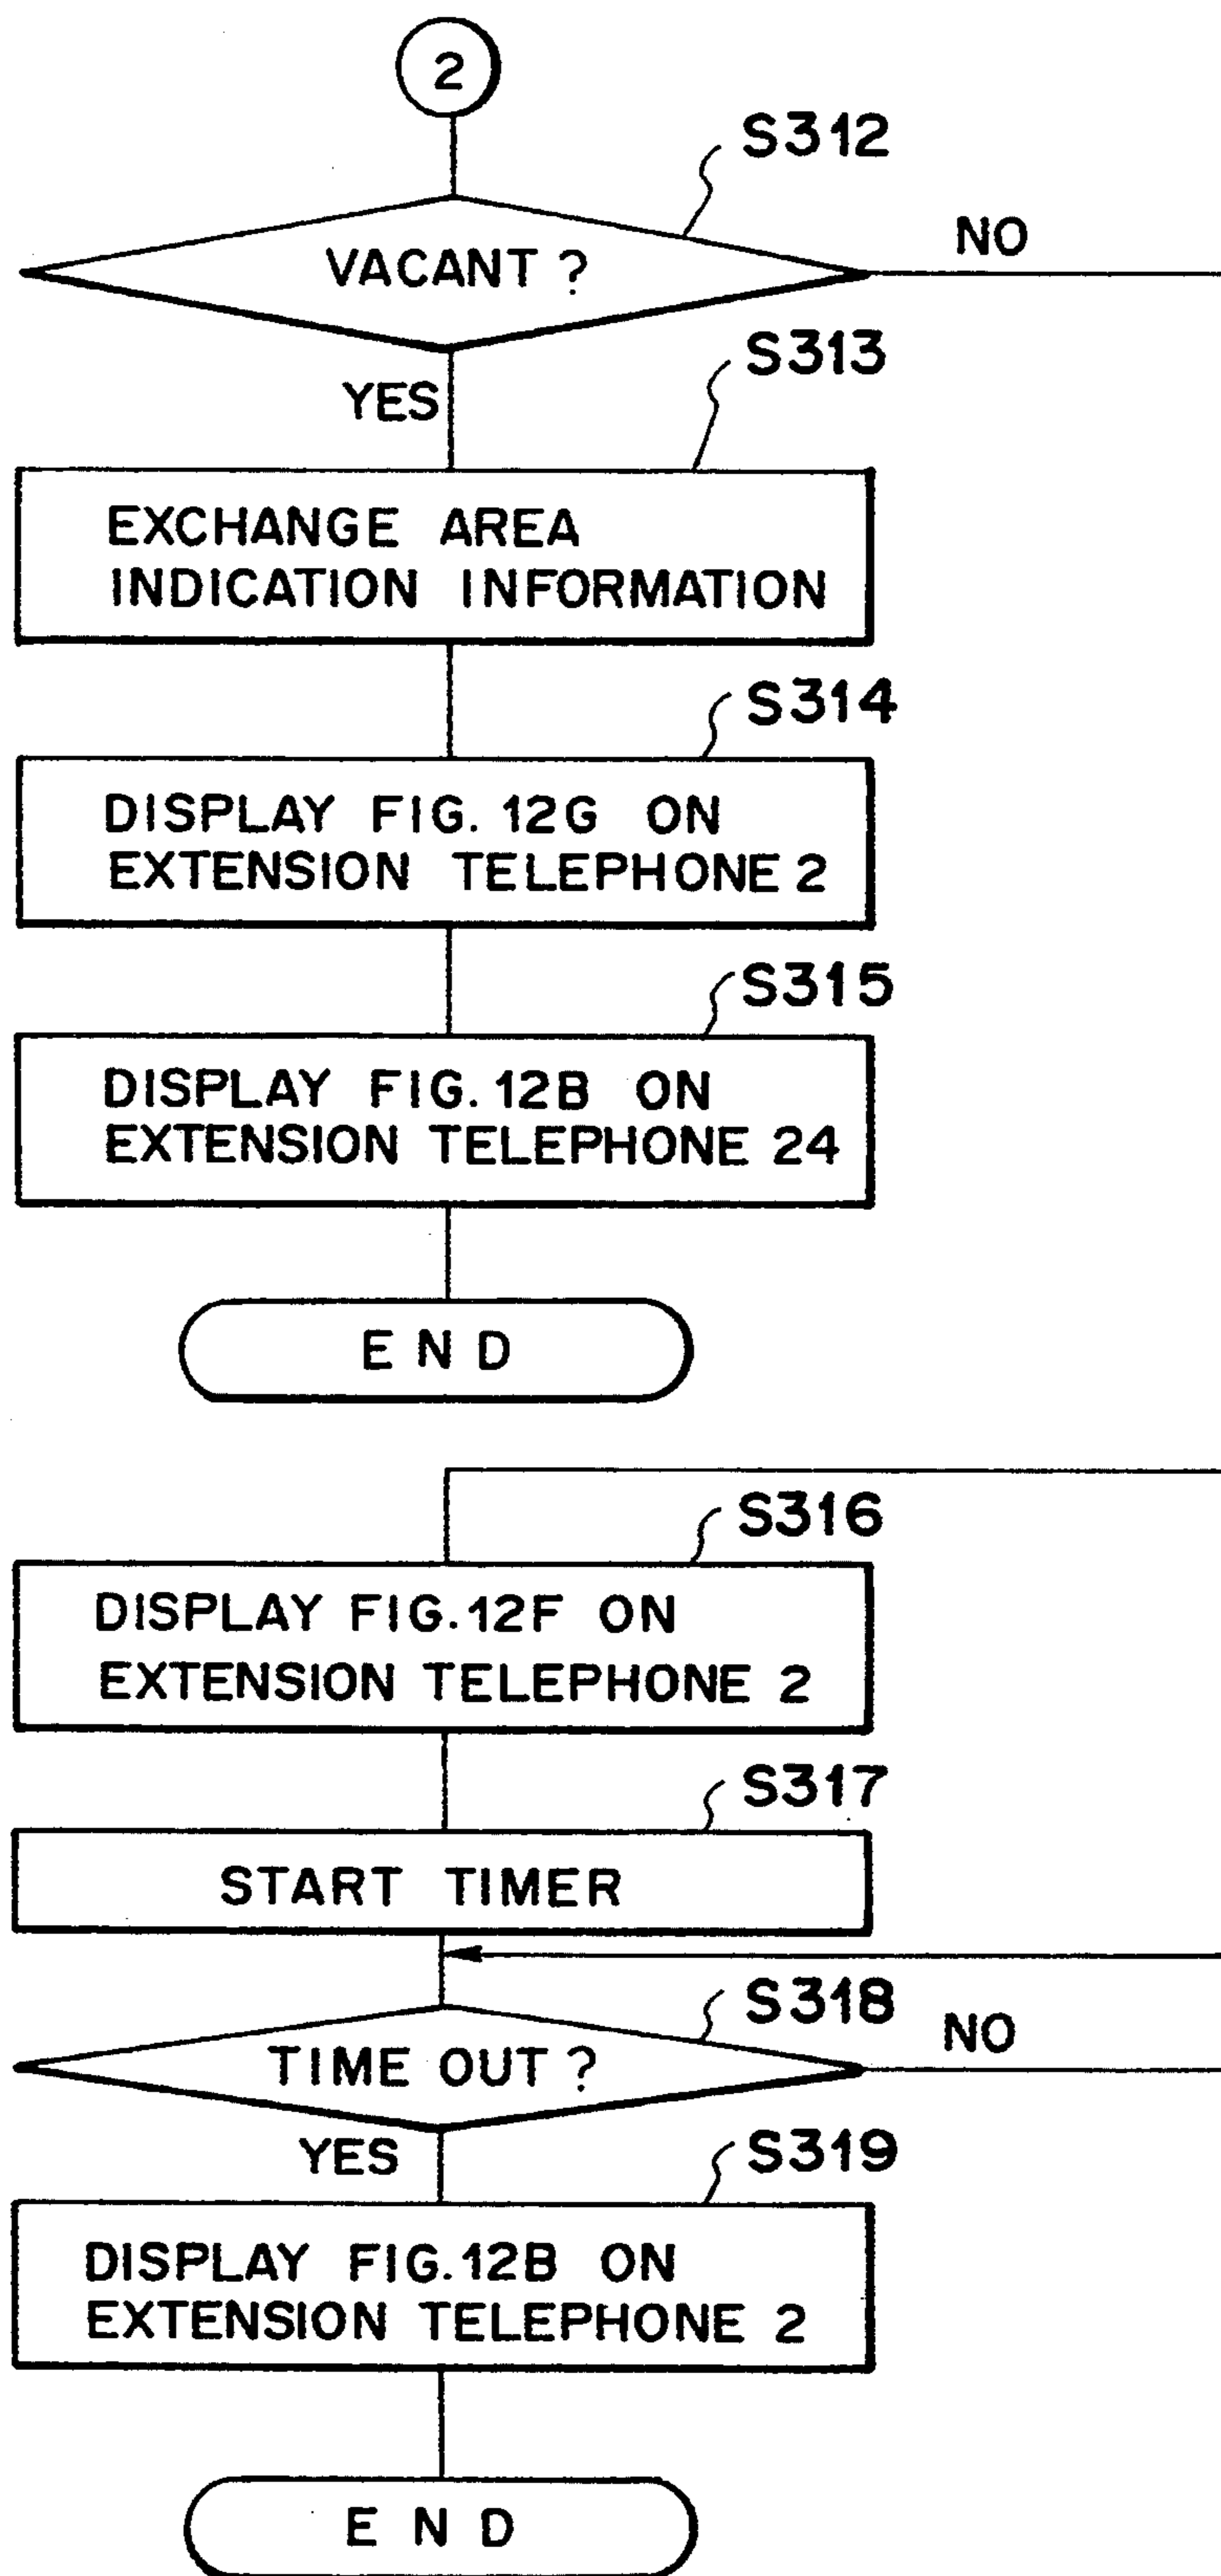 2
S312
VACANT ?
NO
S313
YES
EXCHANGE AREA
INDICATION INFORMATION
S314
DISPLAY FIG. 12G ON
EXTENSION TELEPHONE 2
S315
DISPLAY FIG. 12B ON
EXTENSION TELEPHONE 24
END
S316
DISPLAY FIG. 12F ON
EXTENSION TELEPHONE 2
S317
START TIMER
S318
NO
TIME OUT ?
YES
S319
DISPLAY FIG. 12B ON
EXTENSION TELEPHONE 2
END